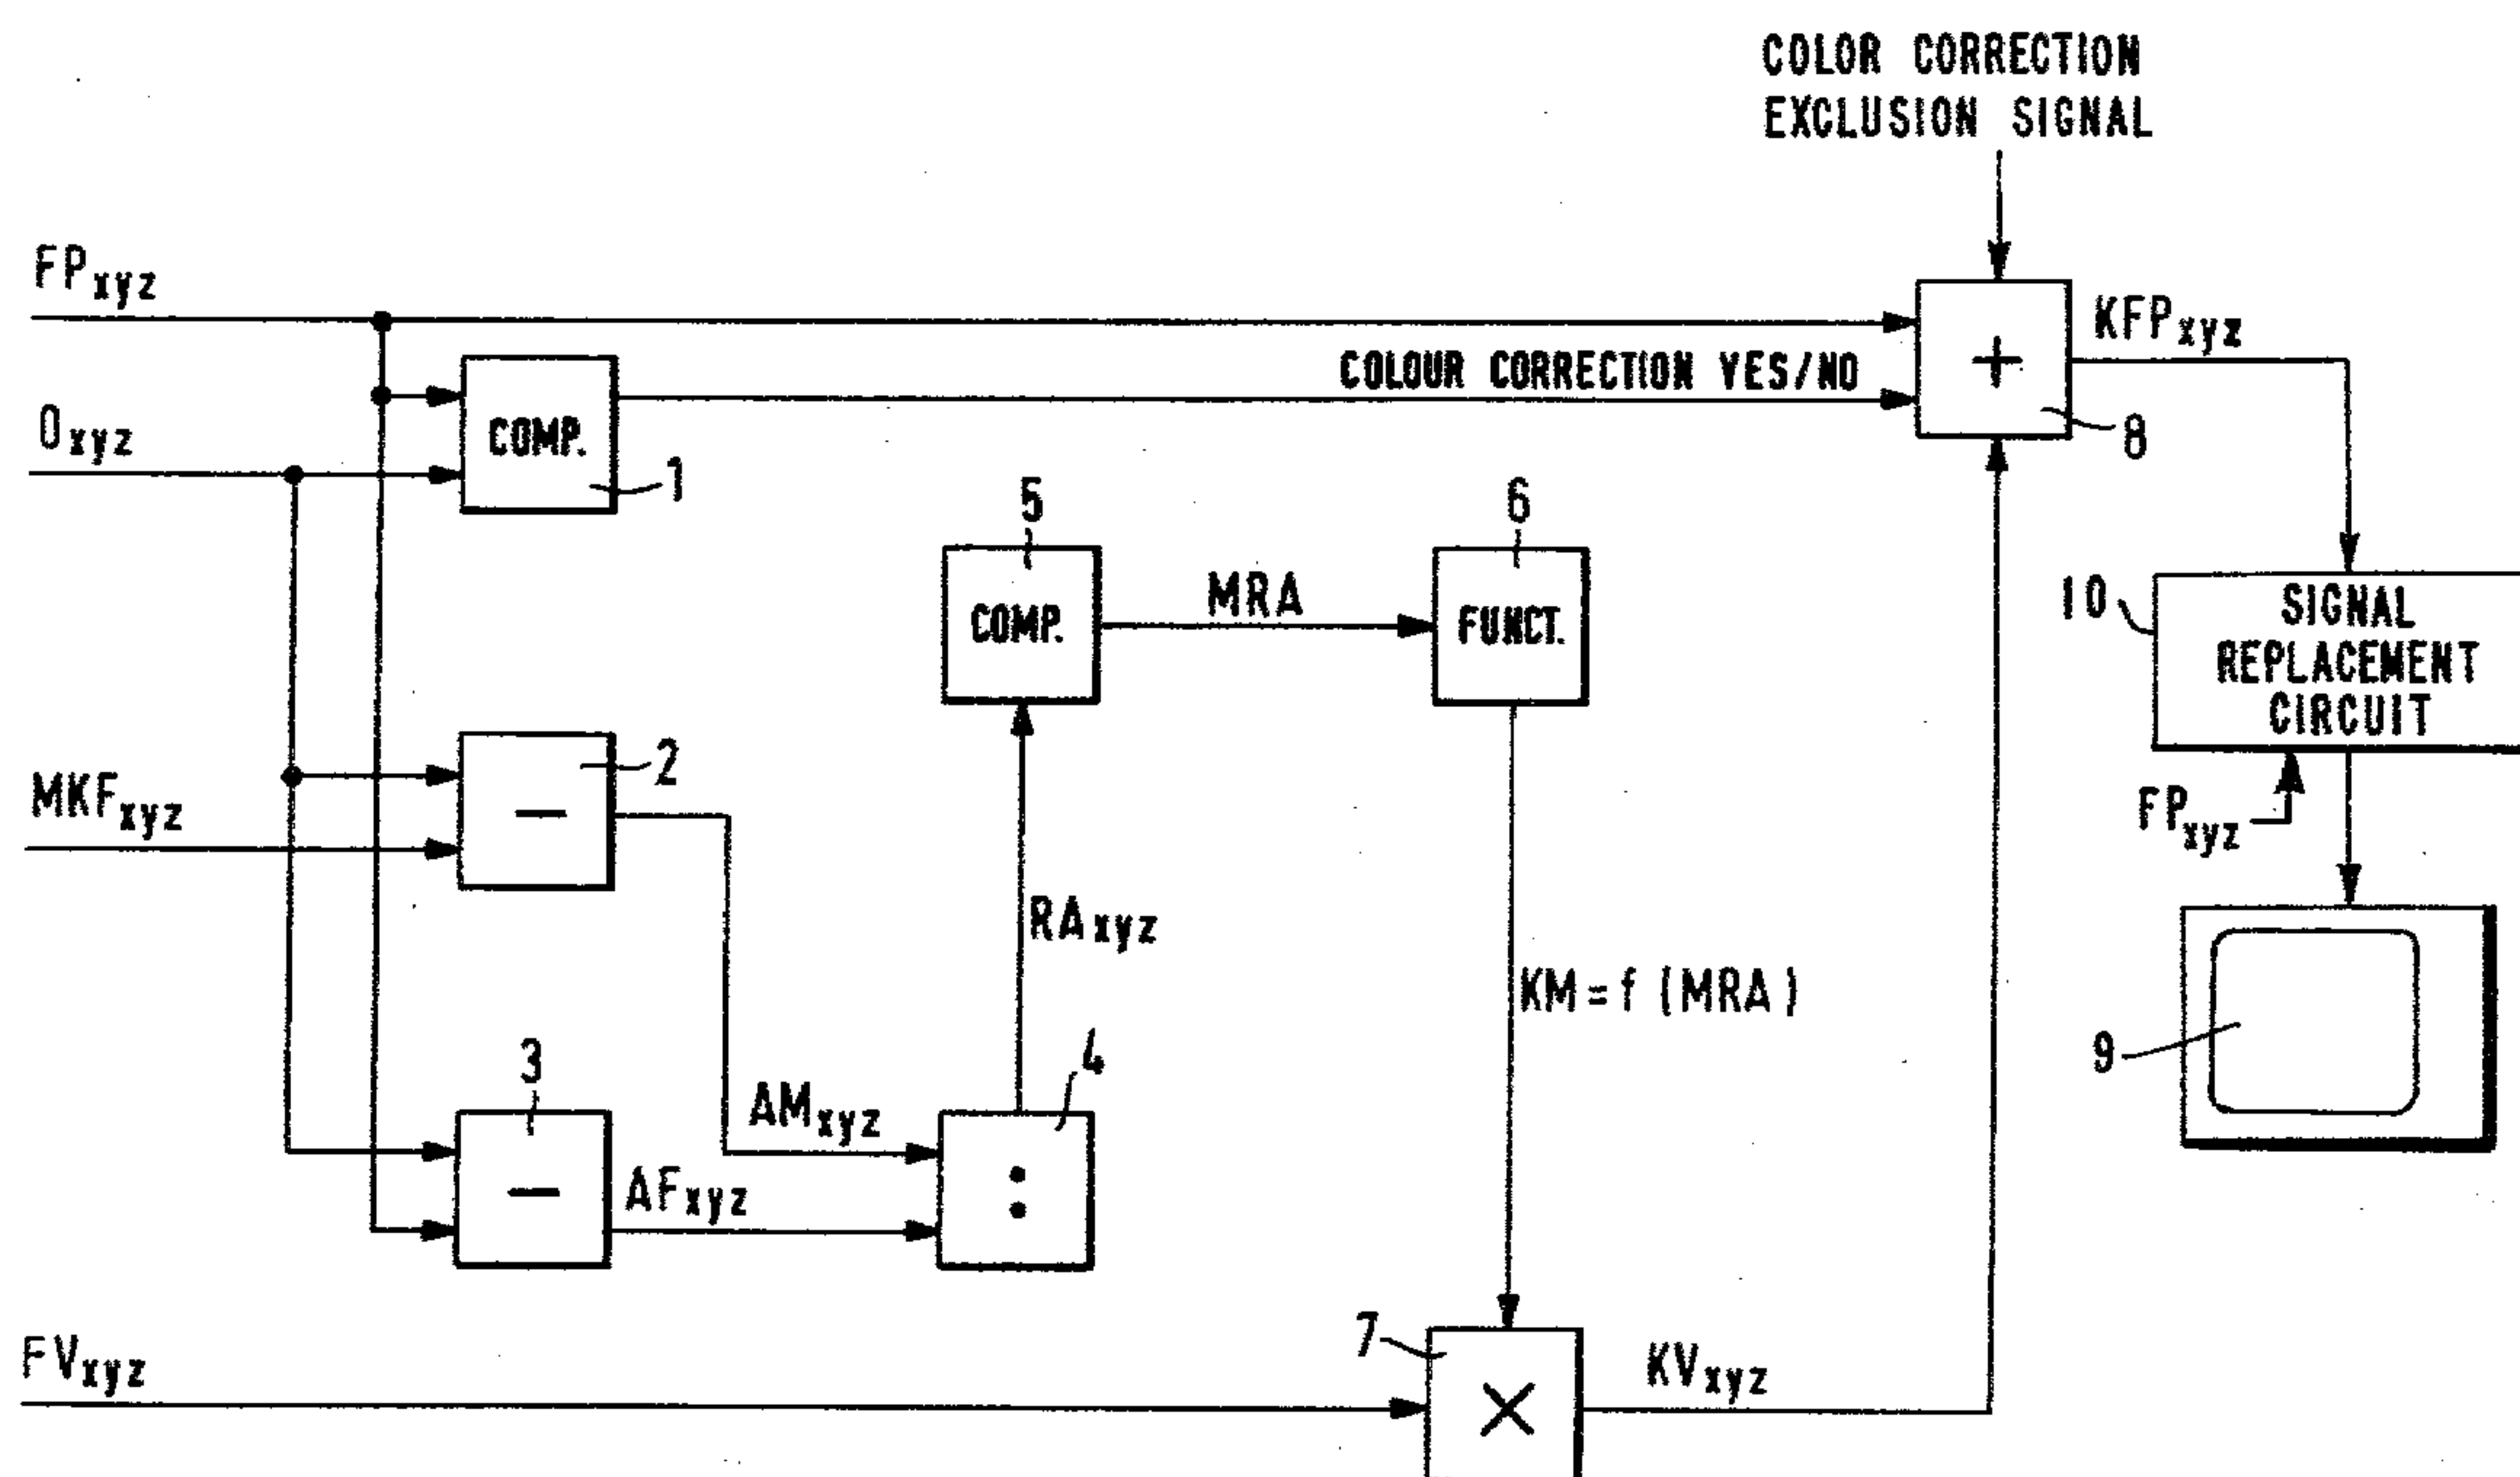 COLOR CORRECTION
EXCLUSION SIGNAL
FPxyz
KFPxyz
COLOUR CORRECTION YES/NO
+
8
Oxyz
COMP.
1
5
6
COMP.
MRA
FUNCT.
10
SIGNAL
REPLACEMENT
CIRCUIT
2
MKFxyz
−
FPxyz
RAxyz
KM=f (MRA)
3
4
9
AMxyz
−
AFxyz
:
7
FVxyz
KVxyz
×